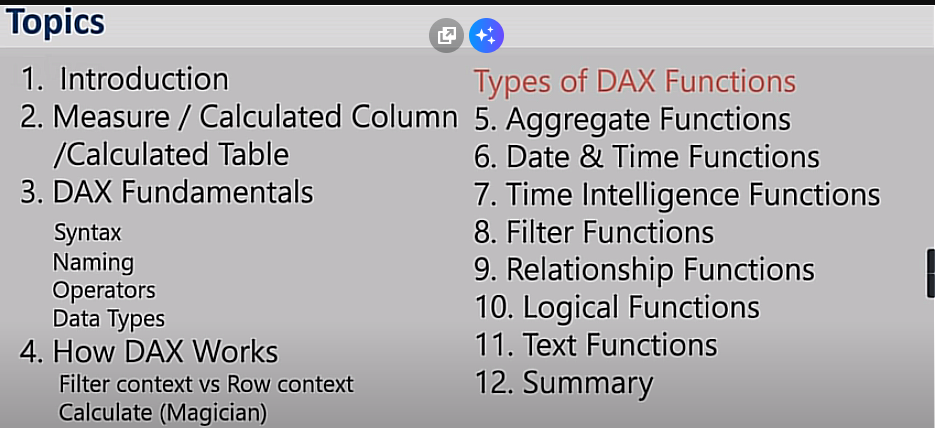 Topics
1. Introduction
2. Measure / Calculated Column
/Calculated Table
3. DAX Fundamentals
Syntax
Naming
Operators
Data Types
4. How DAX Works
Filter context vs Row context
Calculate (Magician)
Types of DAX Functions
5. Aggregate Functions
6. Date & Time Functions
7. Time Intelligence Functions
8. Filter Functions
9. Relationship Functions
10. Logical Functions
11. Text Functions
12. Summary